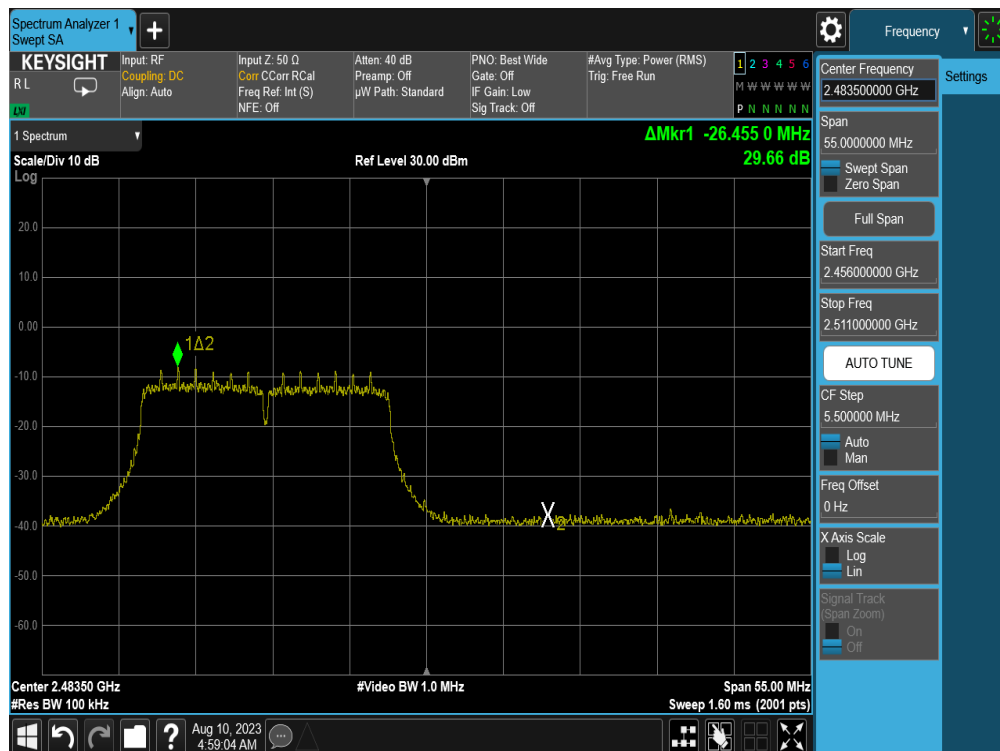 Spectrum Analyzer 1
Swept SA
Frequency
KEYSIGHT
R L
LXI
Input: RF
Coupling: DC
Align: Auto
Input Z: 50 Ω
Corr CCorr RCal
Freq Ref: Int (S)
NFE: Off
Atten: 40 dB
Preamp: Off
µW Path: Standard
PNO: Best Wide
Gate: Off
IF Gain: Low
Sig Track: Off
#Avg Type: Power (RMS)
Trig: Free Run
1 2 3 4 5 6
M W W W W W
P N N N N N
1 Spectrum
ΔMkr1 -26.455 0 MHz
29.66 dB
Scale/Div 10 dB
Ref Level 30.00 dBm
Log
20.0
10.0
0.00
-10.0
-20.0
-30.0
-40.0
-50.0
-60.0
1Δ2
X2
Center 2.48350 GHz
#Video BW 1.0 MHz
Span 55.00 MHz
#Res BW 100 kHz
Sweep 1.60 ms (2001 pts)
Center Frequency
2.483500000 GHz
Settings
Span
55.0000000 MHz
Swept Span
Zero Span
Full Span
Start Freq
2.456000000 GHz
Stop Freq
2.511000000 GHz
AUTO TUNE
CF Step
5.500000 MHz
Auto
Man
Freq Offset
0 Hz
X Axis Scale
Log
Lin
Signal Track
(Span Zoom)
On
Off
?
Aug 10, 2023
4:59:04 AM